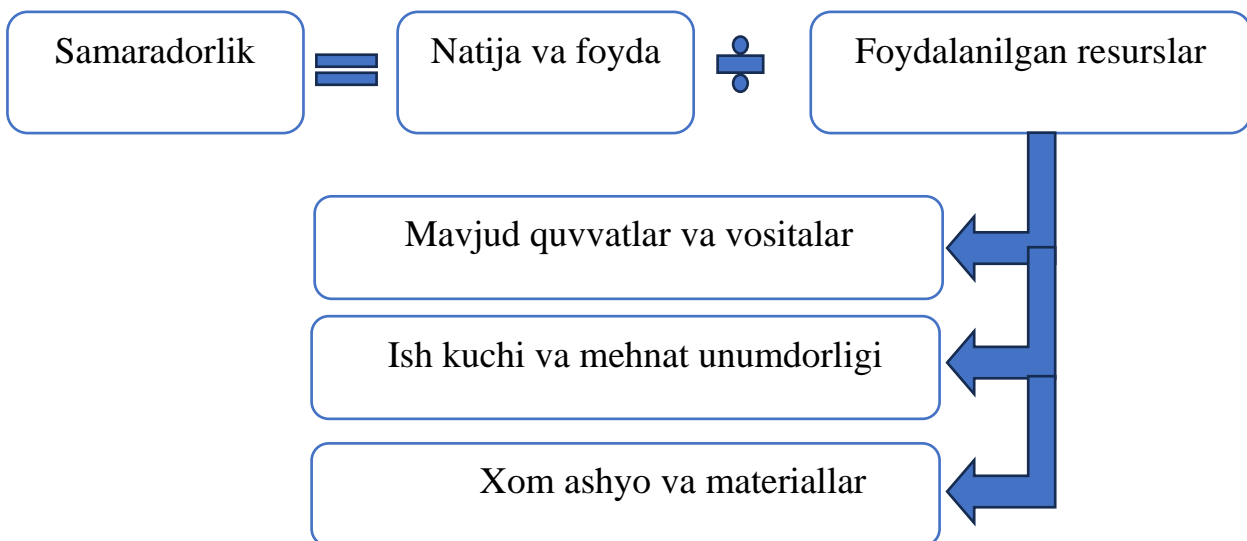 Samaradorlik
Natija va foyda
Foydalanilgan resurslar
Mavjud quvvatlar va vositalar
Ish kuchi va mehnat unumdorligi
Xom ashyo va materiallar